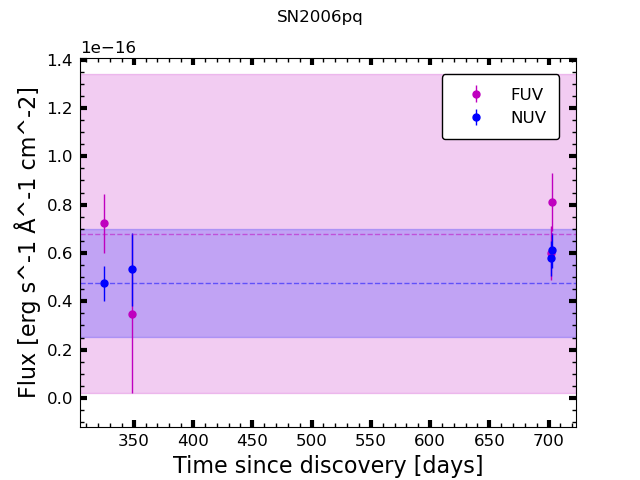 SN2006pq
1e−16
Flux [erg s^-1 Å^-1 cm^-2]
1.4
1.2
1.0
0.8
0.6
0.4
0.2
0.0
FUV
NUV
350 400 450 500 550 600 650 700
Time since discovery [days]